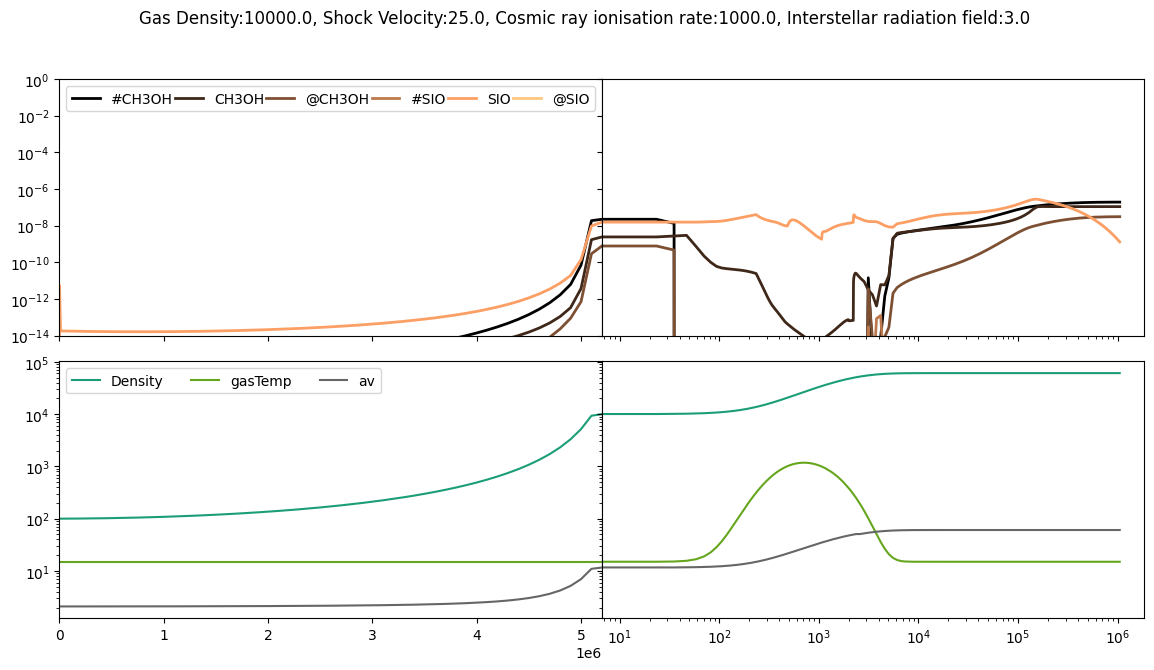 Gas Density:10000.0, Shock Velocity:25.0, Cosmic ray ionisation rate:1000.0, Interstellar radiation field:3.0
10^0
10^-2
10^-4
10^-6
10^-8
10^-10
10^-12
10^-14
#CH3OH CH3OH @CH3OH #SIO SIO @SIO
10^5
10^4
10^3
10^2
10^1
Density gasTemp av
0 1 2 3 4 5
1e6
10^1 10^2 10^3 10^4 10^5 10^6